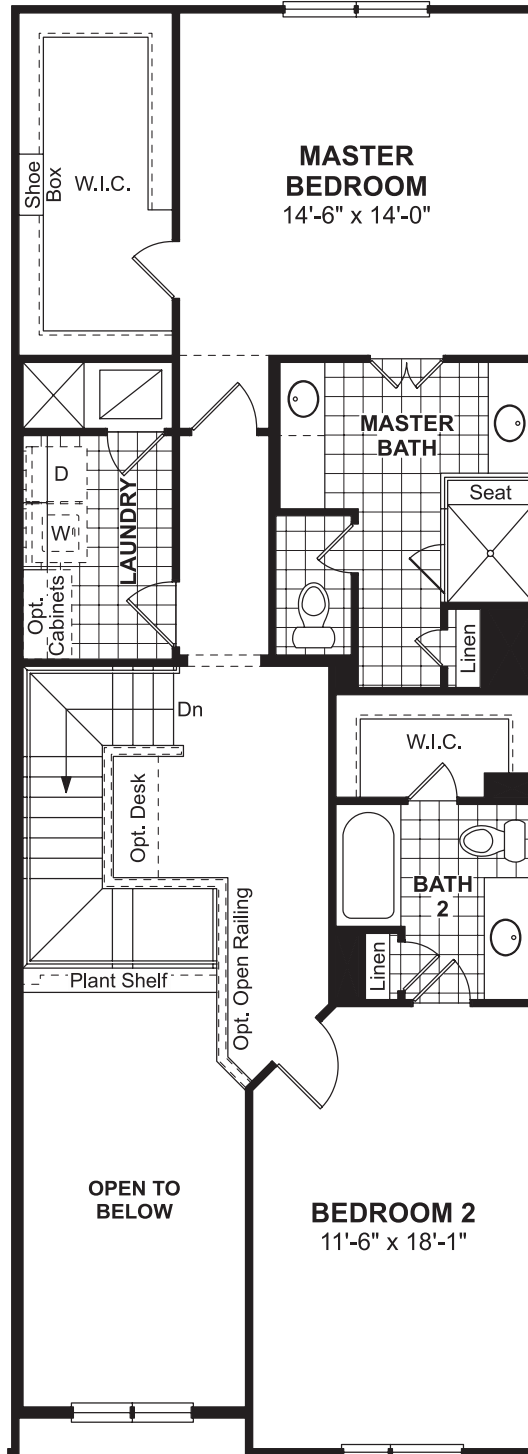 MASTER
BEDROOM
14'-6" x 14'-0"
W.I.C.
Shoe
Box
MASTER
BATH
Seat
D
W
LAUNDRY
Opt.
Cabinets
Linen
Dn
W.I.C.
Opt. Desk
BATH
2
Linen
Opt. Open Railing
Plant Shelf
OPEN TO
BELOW
BEDROOM 2
11'-6" x 18'-1"